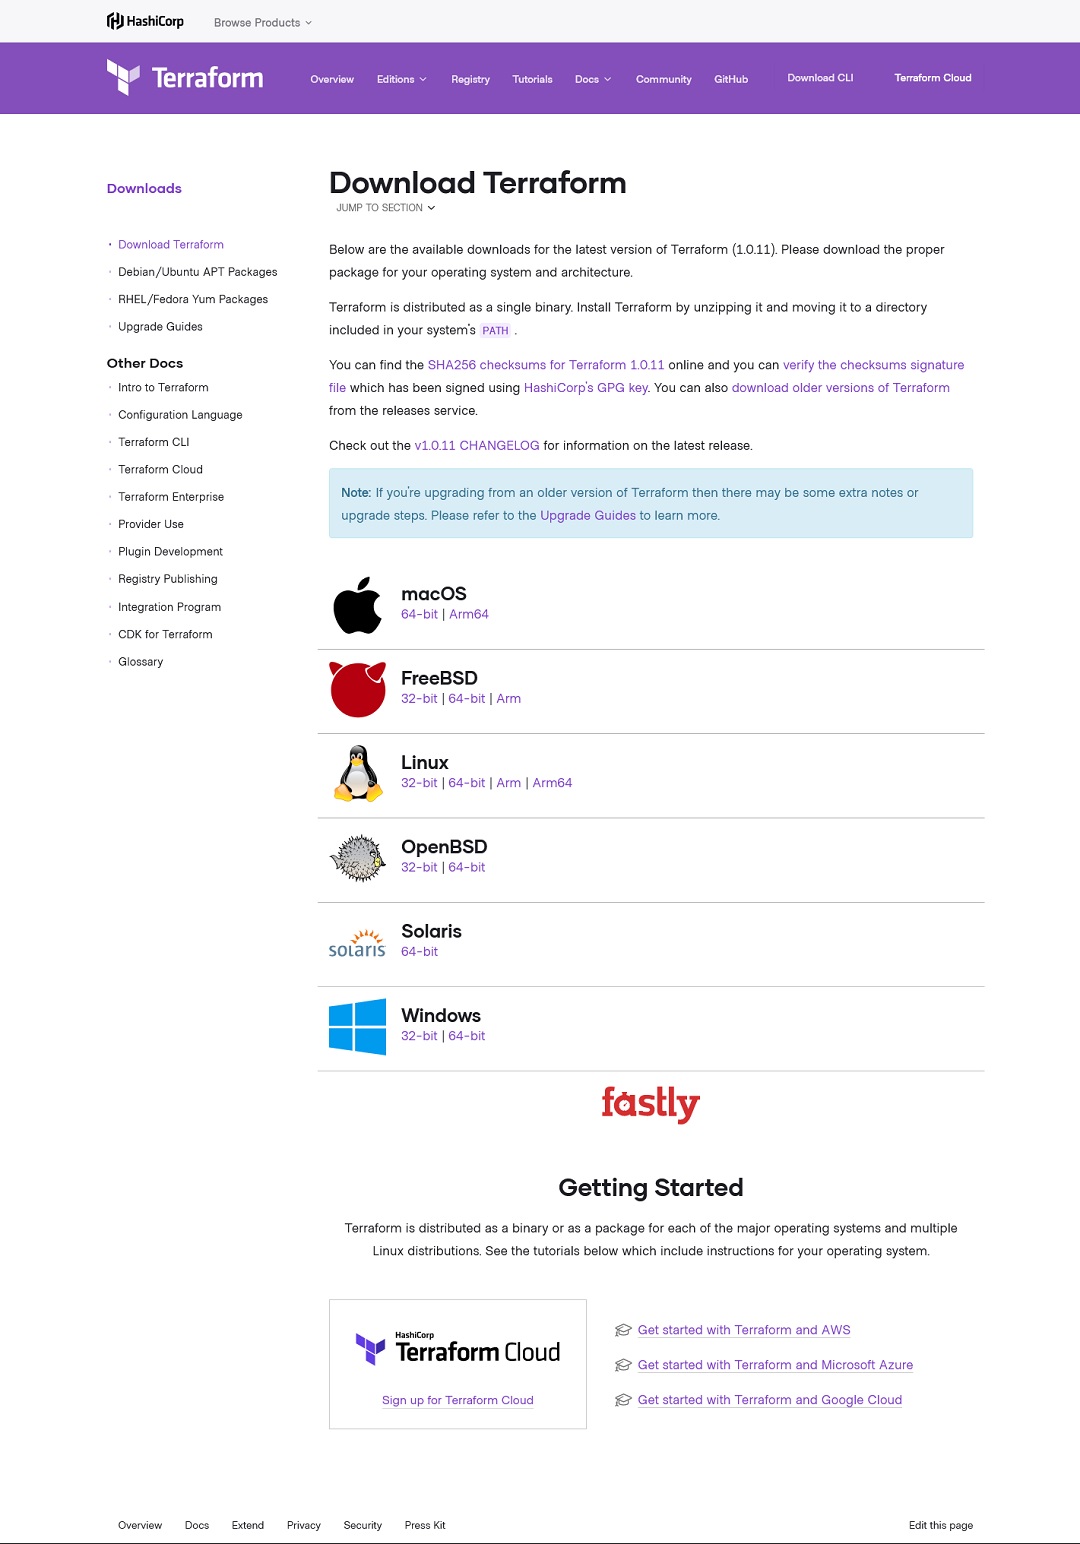 HashiCorp
Browse Products
Terraform
Overview Editions Registry Tutorials Docs Community GitHub Download CLI Terraform Cloud
Downloads
Download Terraform
Debian/Ubuntu APT Packages
RHEL/Fedora Yum Packages
Upgrade Guides
Other Docs
Intro to Terraform
Configuration Language
Terraform CLI
Terraform Cloud
Terraform Enterprise
Provider Use
Plugin Development
Registry Publishing
Integration Program
CDK for Terraform
Glossary
Download Terraform
JUMP TO SECTION
Below are the available downloads for the latest version of Terraform (1.0.11). Please download the proper
package for your operating system and architecture.
Terraform is distributed as a single binary. Install Terraform by unzipping it and moving it to a directory
included in your system's PATH .
You can find the SHA256 checksums for Terraform 1.0.11 online and you can verify the checksums signature
file which has been signed using HashiCorp's GPG key. You can also download older versions of Terraform
from the releases service.
Check out the v1.0.11 CHANGELOG for information on the latest release.
Note: If you're upgrading from an older version of Terraform then there may be some extra notes or
upgrade steps. Please refer to the Upgrade Guides to learn more.
macOS
64-bit | Arm64
FreeBSD
32-bit | 64-bit | Arm
Linux
32-bit | 64-bit | Arm | Arm64
OpenBSD
32-bit | 64-bit
solaris
Solaris
64-bit
Windows
32-bit | 64-bit
fastly
Getting Started
Terraform is distributed as a binary or as a package for each of the major operating systems and multiple
Linux distributions. See the tutorials below which include instructions for your operating system.
HashiCorp
Terraform Cloud
Sign up for Terraform Cloud
Get started with Terraform and AWS
Get started with Terraform and Microsoft Azure
Get started with Terraform and Google Cloud
Overview Docs Extend Privacy Security Press Kit Edit this page